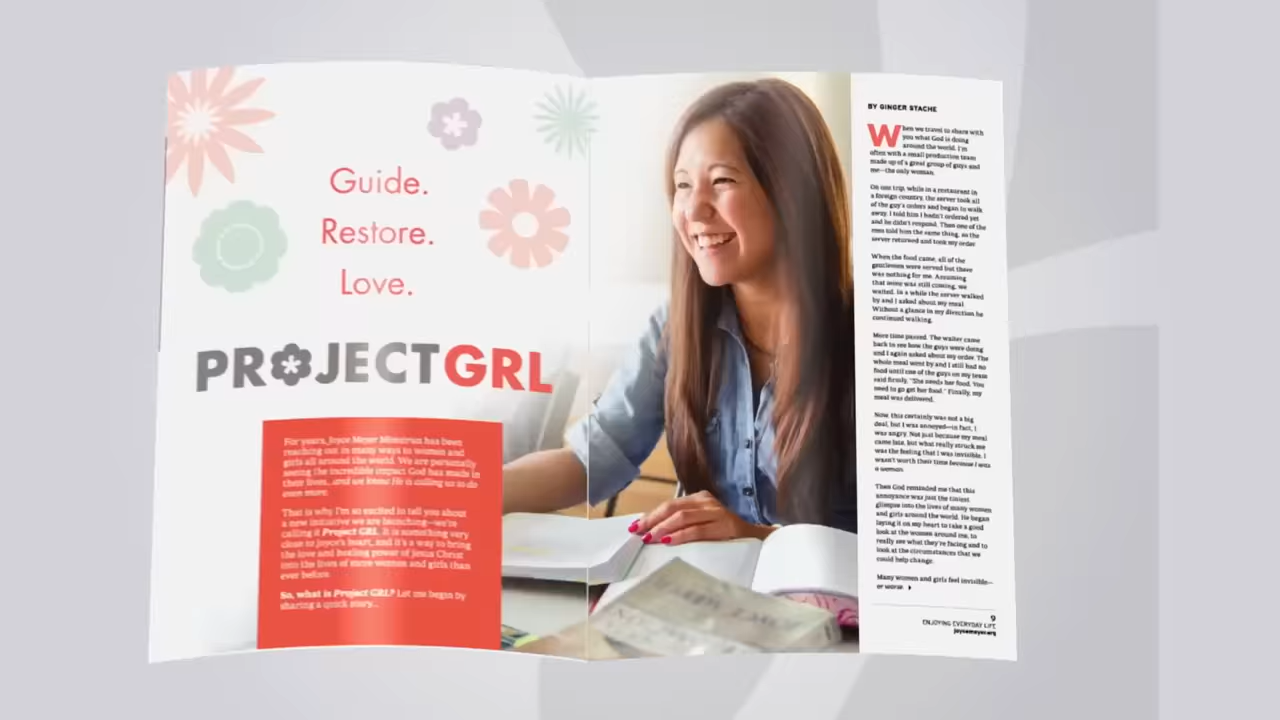 Guide.
Restore.
Love.
PROJECTGRL
For years, Joyce Meyer Ministries has been
reaching out in many ways to women and
girls all around the world. We are personally
seeing the incredible impact God has made in
their lives...and we know He is calling us to do
even more.
That is why I'm so excited to tell you about
a new initiative we are launching—we're
calling it Project GRL. It is something very
close to Joyce's heart, and it's a way to bring
the love and healing power of Jesus Christ
into the lives of more women and girls than
ever before.
So, what is Project GRL? Let me begin by
sharing a quick story...
BY GINGER STACHE
When we travel to share with
you what God is doing
around the world, I'm
often with a small production team
made up of a great group of guys and
me—the only woman.
On one trip, while in a restaurant in
a foreign country, the server took all
of the guy's orders and began to walk
away. I told him I hadn't ordered yet
and he didn't respond. Then one of the
men told him the same thing, so the
server returned and took my order
When the food came, all of the
gentlemen were served but there
was nothing for me. Assuming
that mine was still coming, we
waited. In a while the server walked
by and I asked about my meal
Without a glance in my direction he
continued walking.
More time passed. The waiter came
back to see how the guys were doing
and I again asked about my order. The
whole meal went by and I still had no
food until one of the guys on my team
said firmly, "She needs her food. You
need to go get her food." Finally, my
meal was delivered.
Now, this certainly was not a big
deal, but I was annoyed—in fact, I
was angry. Not just because my meal
came late, but what really struck me
was the feeling that I was invisible. I
wasn't worth their time because I was
a woman.
Then God reminded me that this
annoyance was just the tiniest
glimpse into the lives of many women
and girls around the world. He began
laying it on my heart to take a good
look at the women around me, to
really see what they're facing and to
look at the circumstances that we
could help change.
Many women and girls feel invisible—
or worse.
9
ENJOYING EVERYDAY LIFE
joycemeyer.org